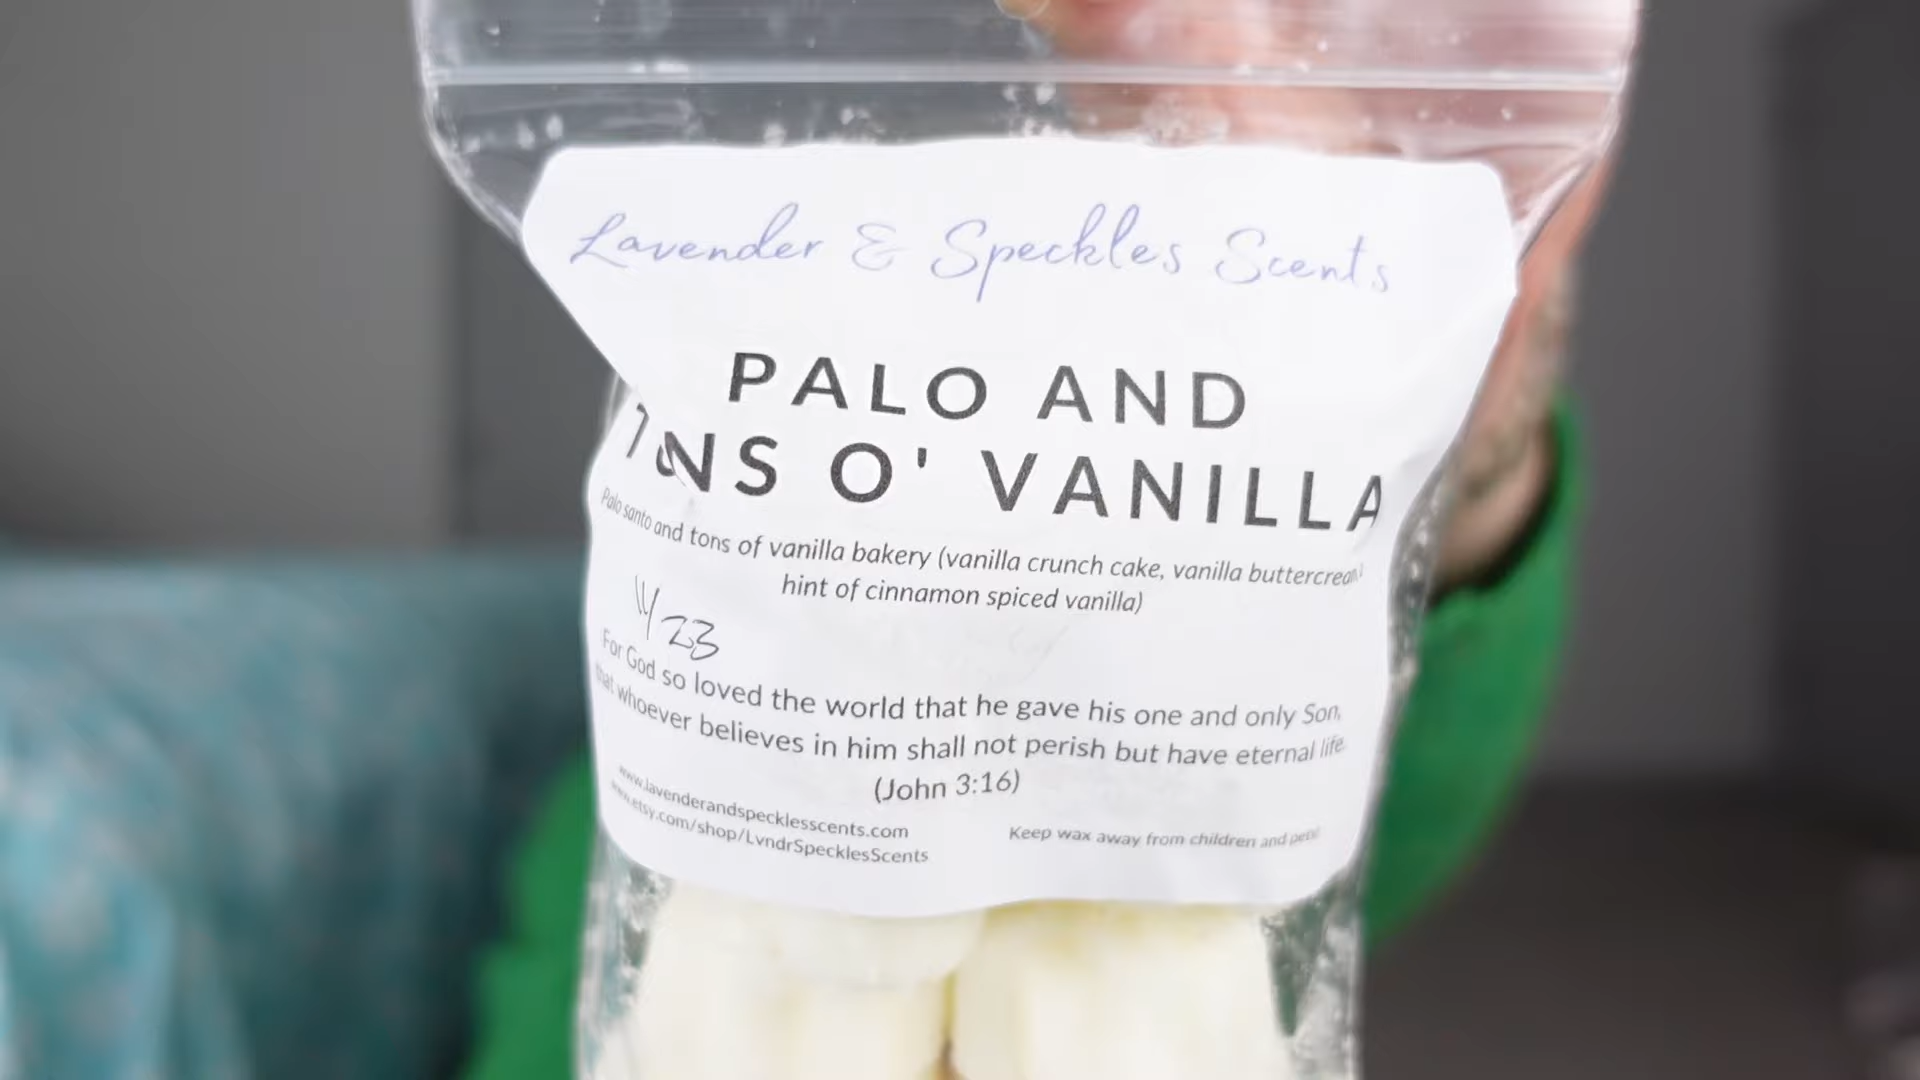 Lavender & Speckles Scents
PALO AND
TONS O' VANILLA
Palo santo and tons of vanilla bakery (vanilla crunch cake, vanilla buttercream,
hint of cinnamon spiced vanilla)
11/23
For God so loved the world that he gave his one and only Son,
that whoever believes in him shall not perish but have eternal life.
(John 3:16)
www.lavenderandspecklesscents.com
www.etsy.com/shop/LvndrSpecklesScents
Keep wax away from children and pets!